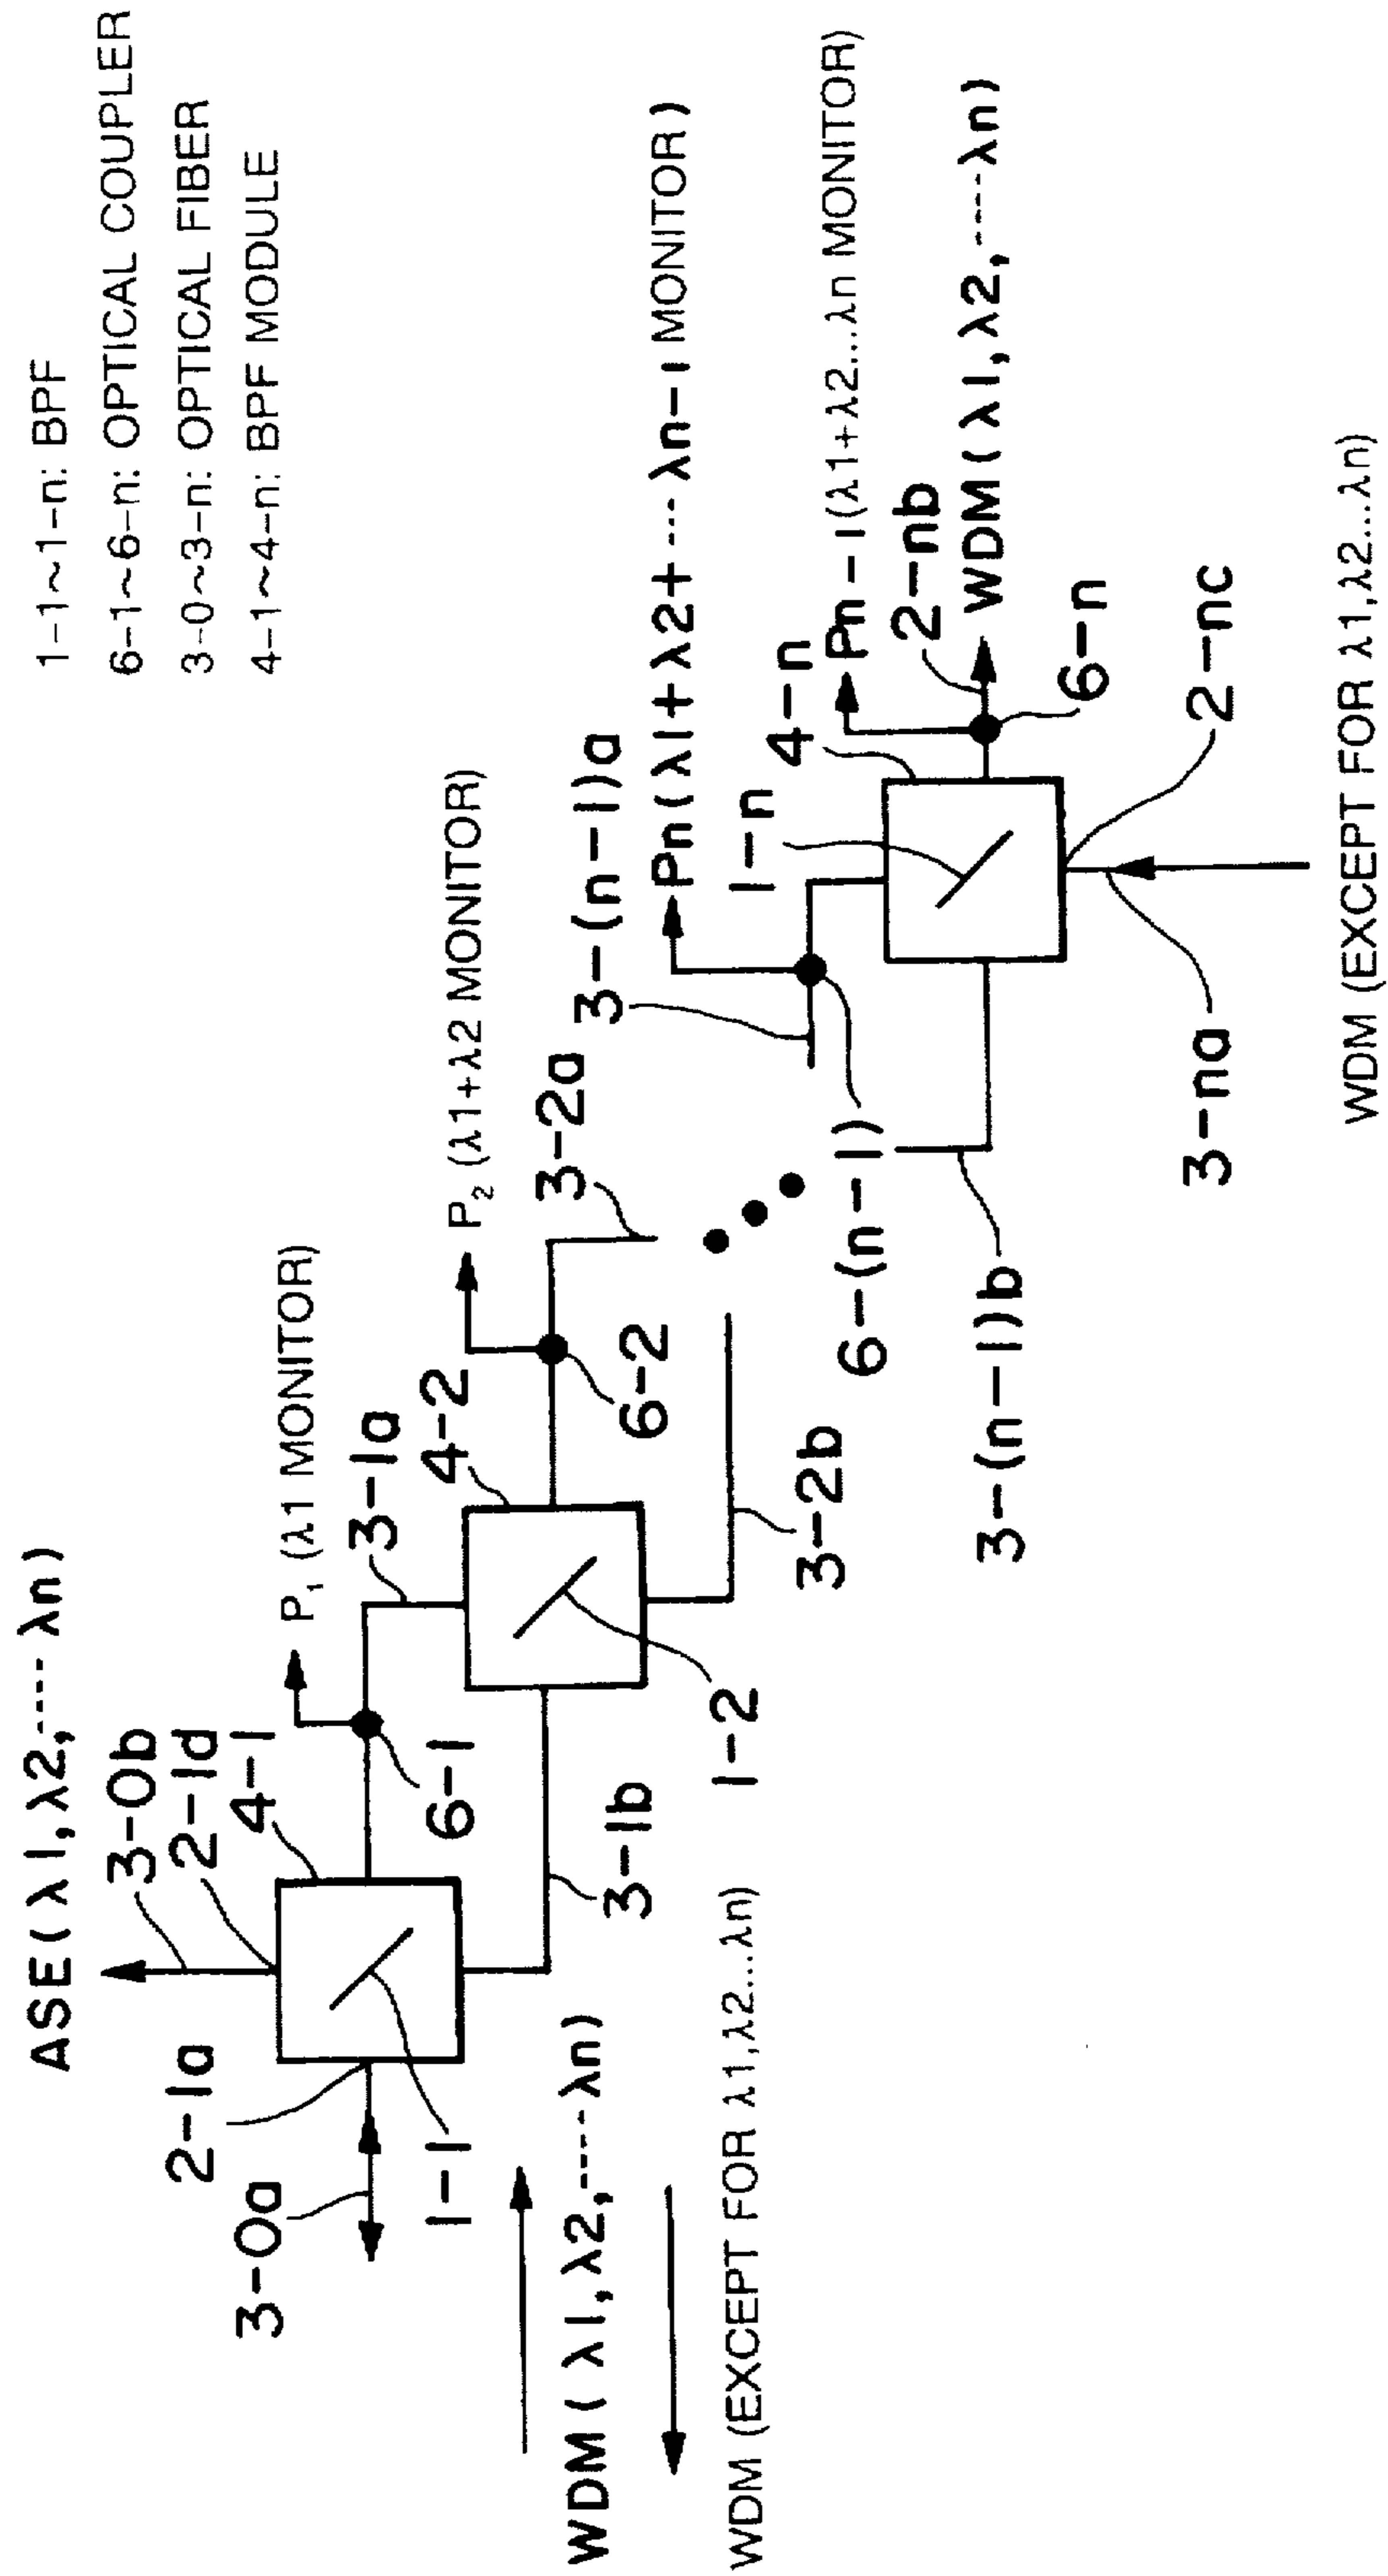 1-1~1-n: BPF
6-1~6-n: OPTICAL COUPLER
3-0~3-n: OPTICAL FIBER
4-1~4-n: BPF MODULE
ASE(λ1,λ2,---- λn)
3-0b
2-1d
4-1
2-1a
3-0a
1-1
P₁ (λ1 MONITOR)
3-1a
6-1
4-2
3-1b
1-2
P₂ (λ1+λ2 MONITOR)
3-2a
6-2
3-2b
3-(n-1)a
Pn(λ1+λ2+--- λn-1 MONITOR)
1-n
4-n
Pn-1(λ1+λ2...λn MONITOR)
2-nb
WDM(λ1,λ2,----λn)
6-n
2-nc
6-(n-1)
3-(n-1)b
3-na
WDM (EXCEPT FOR λ1,λ2...λn)
WDM(λ1,λ2,----λn)
WDM (EXCEPT FOR λ1,λ2....λn)